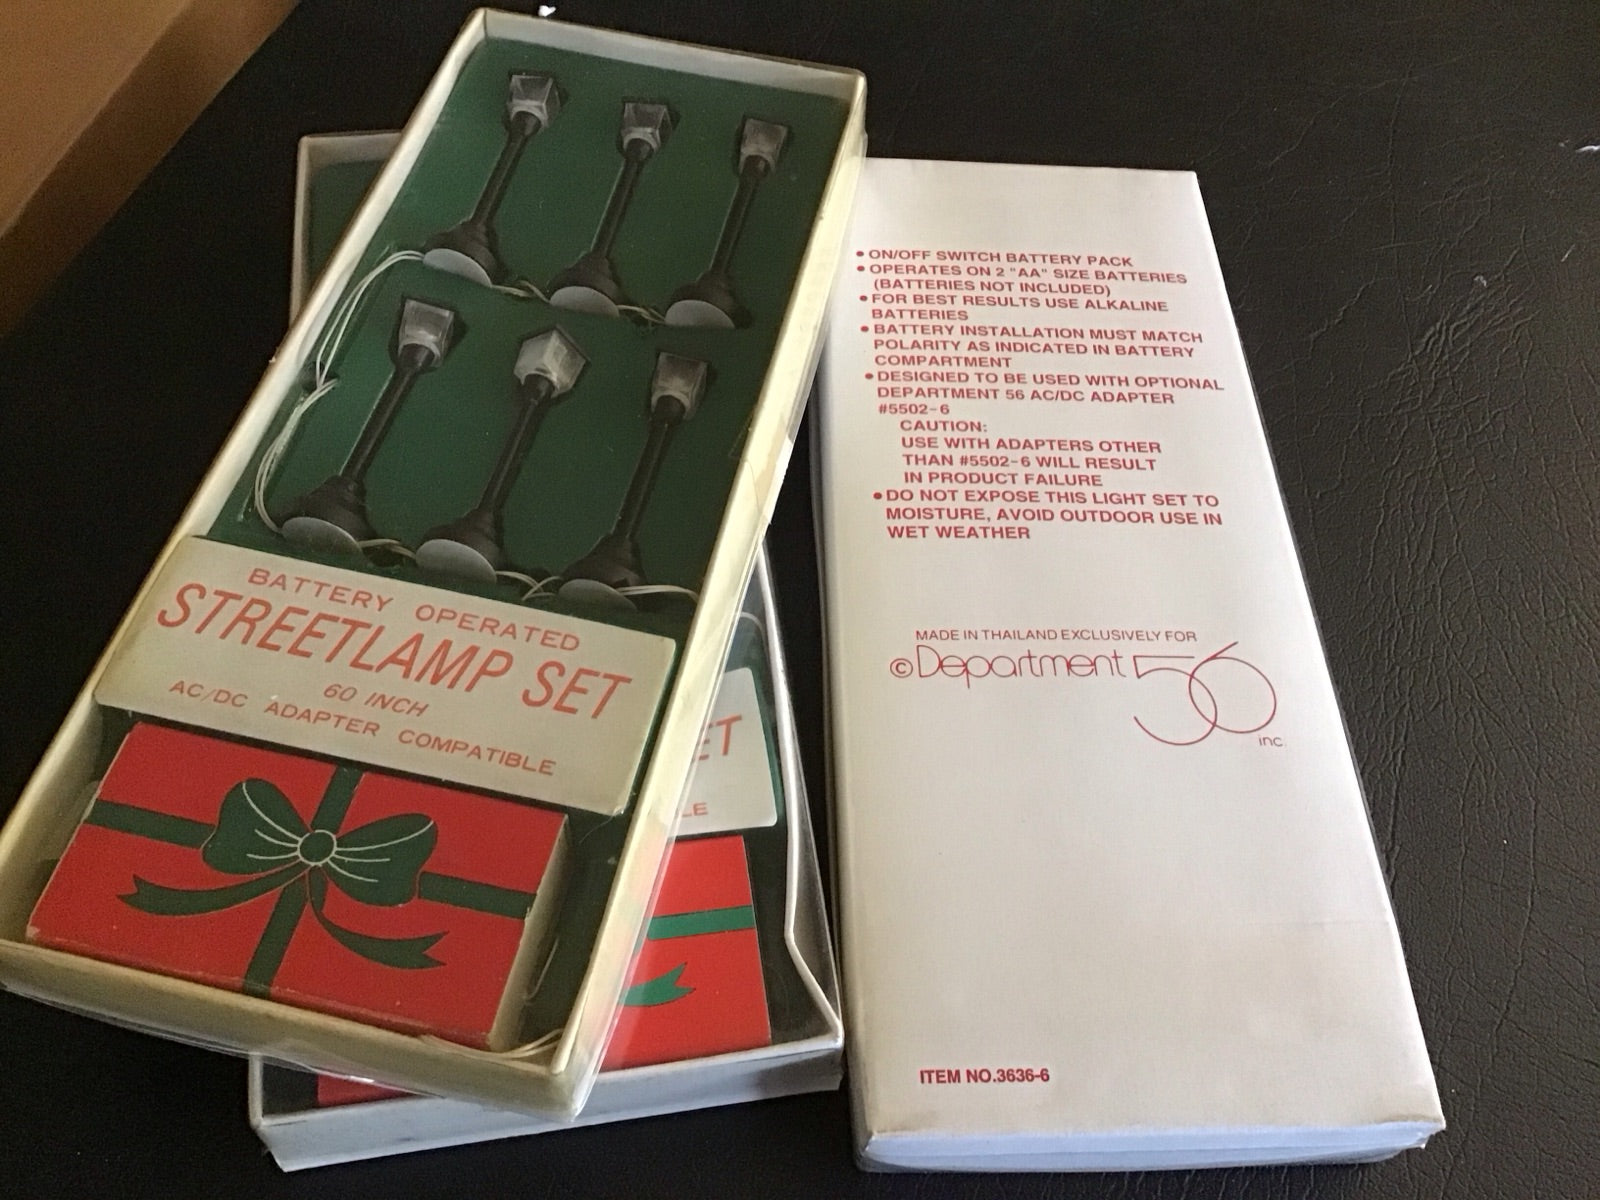 BATTERY OPERATED
STREETLAMP SET
60 INCH
AC/DC ADAPTER COMPATIBLE
ET
LE
• ON/OFF SWITCH BATTERY PACK
• OPERATES ON 2 "AA" SIZE BATTERIES
(BATTERIES NOT INCLUDED)
• FOR BEST RESULTS USE ALKALINE
BATTERIES
• BATTERY INSTALLATION MUST MATCH
POLARITY AS INDICATED IN BATTERY
COMPARTMENT
• DESIGNED TO BE USED WITH OPTIONAL
DEPARTMENT 56 AC/DC ADAPTER
#5502-6
CAUTION:
USE WITH ADAPTERS OTHER
THAN #5502-6 WILL RESULT
IN PRODUCT FAILURE
• DO NOT EXPOSE THIS LIGHT SET TO
MOISTURE, AVOID OUTDOOR USE IN
WET WEATHER
MADE IN THAILAND EXCLUSIVELY FOR
© Department 56
inc.
ITEM NO.3636-6